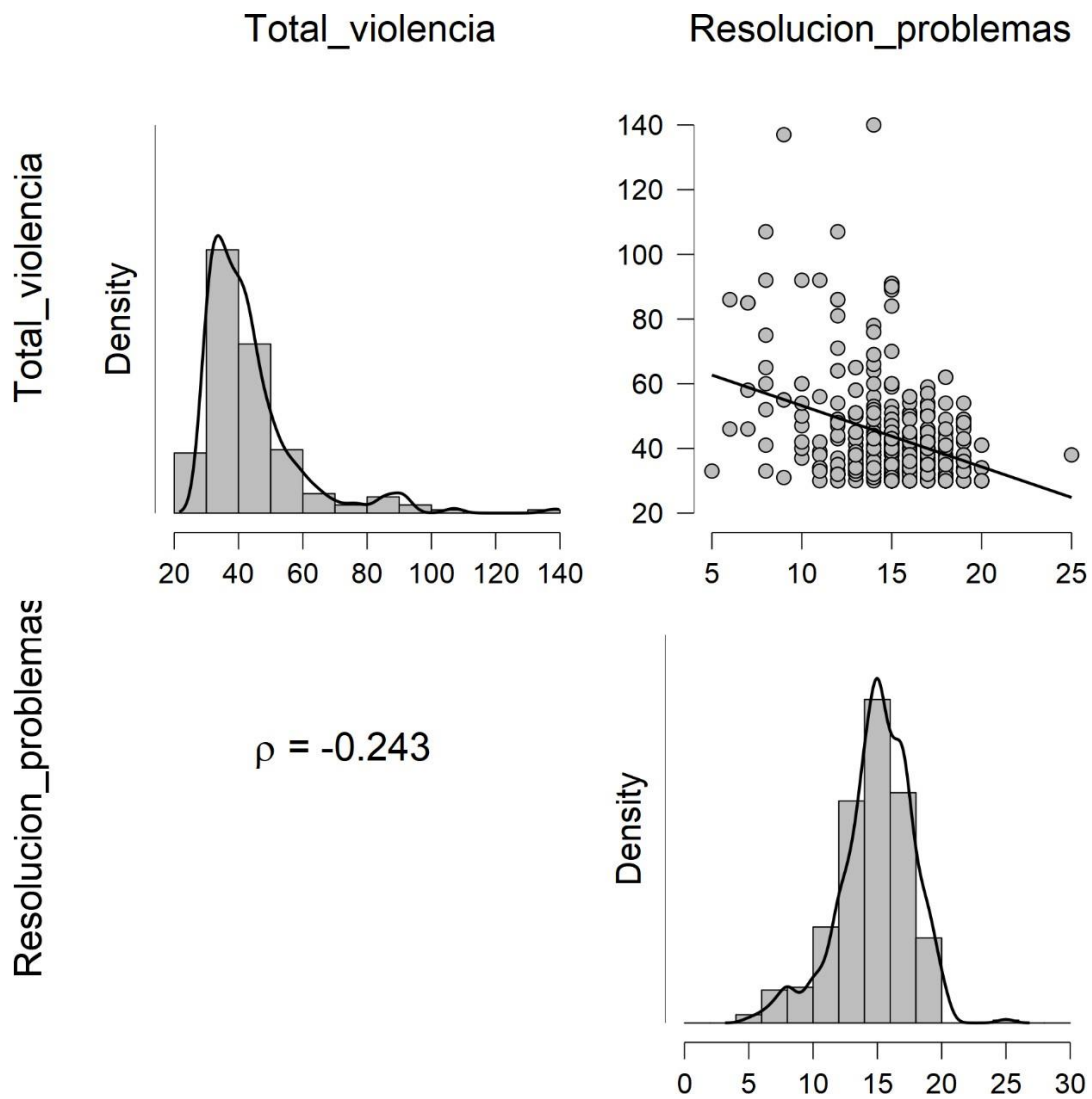 Total_violencia
Resolucion_problemas
Total_violencia
Density
20 40 60 80 100 120 140
140
120
100
80
60
40
20
5 10 15 20 25
Resolucion_problemas
ρ = -0.243
Density
0 5 10 15 20 25 30